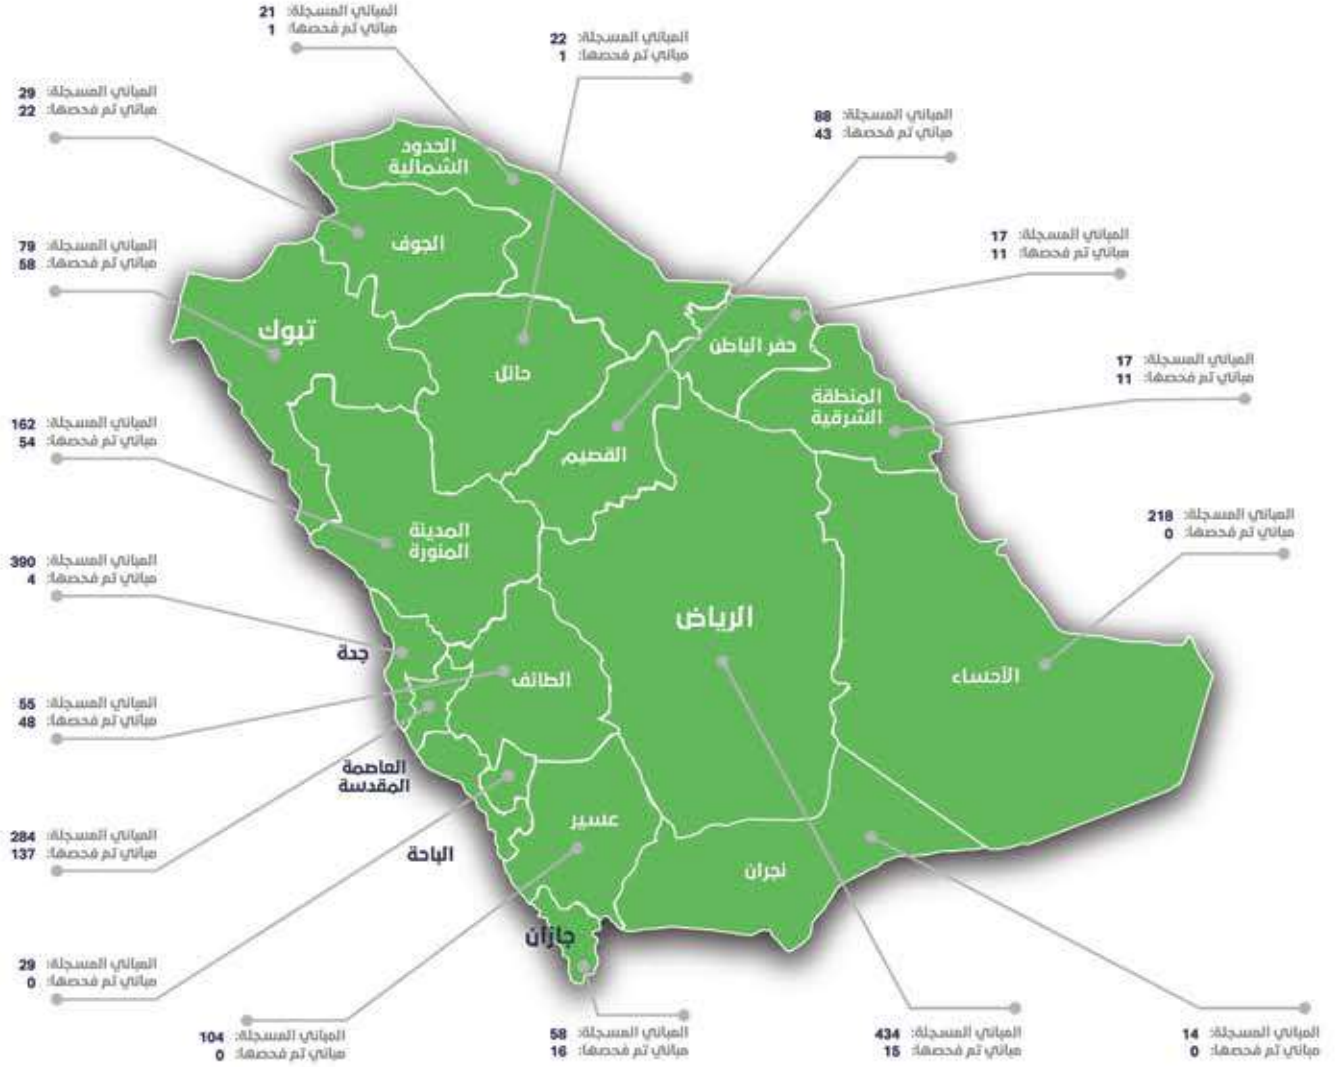 المباني المسجلة: 21
مباني تم فحصها: 1
المباني المسجلة: 22
مباني تم فحصها: 1
المباني المسجلة: 29
مباني تم فحصها: 22
المباني المسجلة: 88
مباني تم فحصها: 43
الحدود
الشمالية
الجوف
المباني المسجلة: 17
مباني تم فحصها: 11
المباني المسجلة: 79
مباني تم فحصها: 58
تبوك
حفر الباطن
حائل
المباني المسجلة: 17
مباني تم فحصها: 11
المنطقة
الشرقية
المباني المسجلة: 162
مباني تم فحصها: 54
القصيم
المباني المسجلة: 218
مباني تم فحصها: 0
المدينة
المنورة
المباني المسجلة: 390
مباني تم فحصها: 4
الرياض
جدة
الطائف
الأحساء
المباني المسجلة: 55
مباني تم فحصها: 48
العاصمة
المقدسة
عسير
المباني المسجلة: 284
مباني تم فحصها: 137
الباحة
نجران
جازان
المباني المسجلة: 29
مباني تم فحصها: 0
المباني المسجلة: 104
مباني تم فحصها: 0
المباني المسجلة: 58
مباني تم فحصها: 16
المباني المسجلة: 434
مباني تم فحصها: 15
المباني المسجلة: 14
مباني تم فحصها: 0